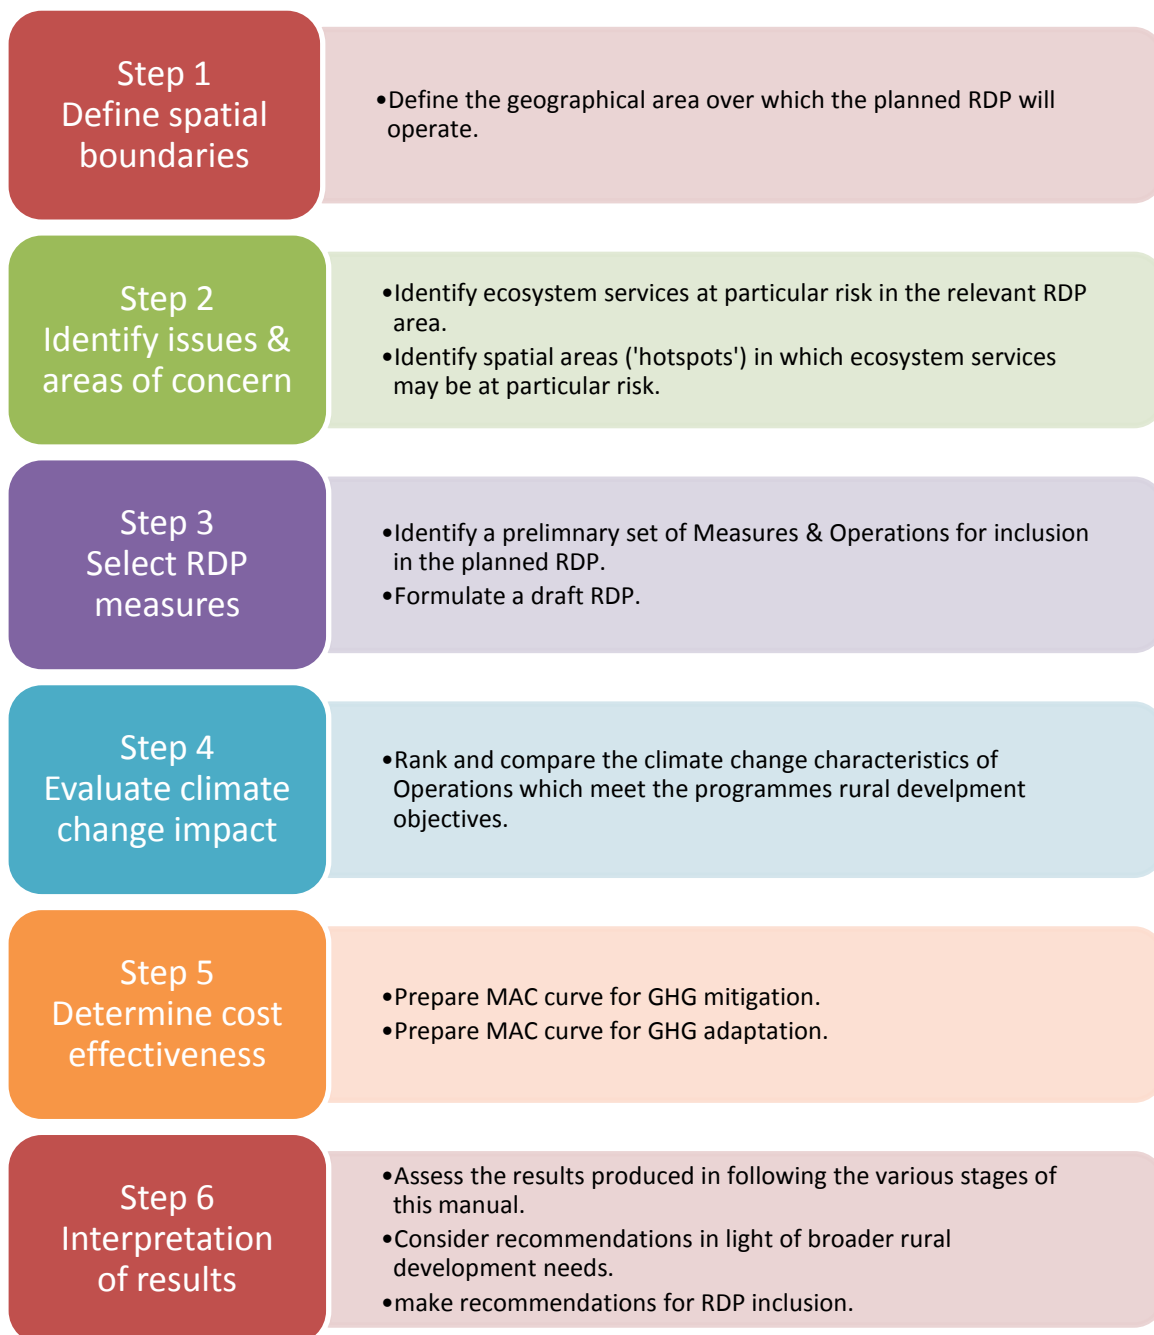 Step 1
Define spatial
boundaries
•Define the geographical area over which the planned RDP will
operate.
Step 2
Identify issues &
areas of concern
•Identify ecosystem services at particular risk in the relevant RDP
area.
•Identify spatial areas ('hotspots') in which ecosystem services
may be at particular risk.
Step 3
Select RDP
measures
•Identify a prelimnary set of Measures & Operations for inclusion
in the planned RDP.
•Formulate a draft RDP.
Step 4
Evaluate climate
change impact
•Rank and compare the climate change characteristics of
Operations which meet the programmes rural develpment
objectives.
Step 5
Determine cost
effectiveness
•Prepare MAC curve for GHG mitigation.
•Prepare MAC curve for GHG adaptation.
Step 6
Interpretation
of results
•Assess the results produced in following the various stages of
this manual.
•Consider recommendations in light of broader rural
development needs.
•make recommendations for RDP inclusion.